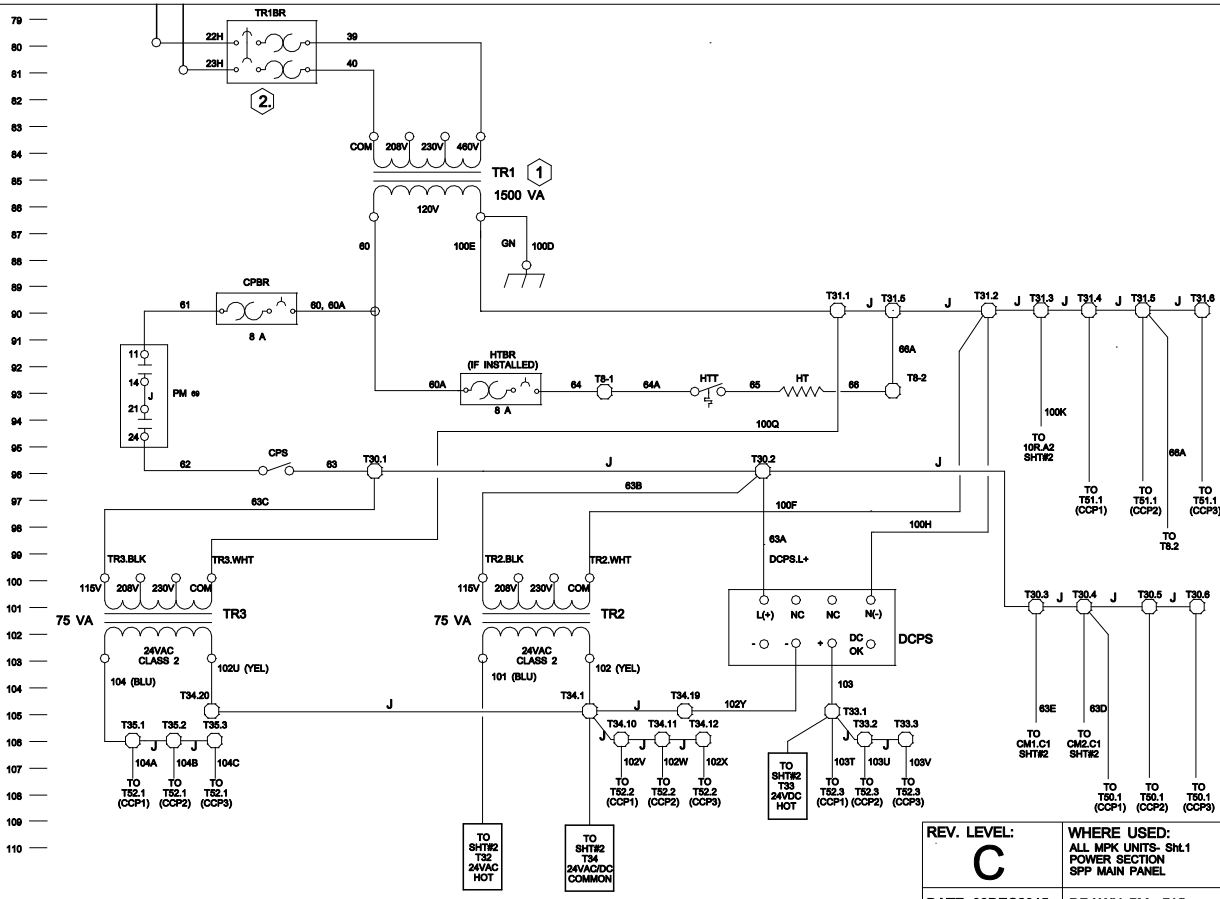 79
TR1BR
22H
39
80
23H
40
81
82
2.
83
COM
208V
230V
460V
84
TR1
1
85
1500 VA
86
120V
87
60
100E
GN
100D
88
CPBR
89
61
60, 60A
T31.1
J
T31.5
J
T31.2
J
T31.3
J
T31.4
J
T31.5
J
T31.6
90
8 A
66A
91
11
HTBR
(IF INSTALLED)
92
14
60A
64
T8-1
64A
HTT
65
HT
66
T8-2
J
PM 69
93
21
8 A
100K
94
24
100Q
TO
10R.A2
SHT#2
66A
95
CPS
62
63
T30.1
J
T30.2
J
96
63B
TO
T51.1
(CCP1)
TO
T51.1
(CCP2)
TO
T51.1
(CCP3)
97
63C
100F
98
63A
100H
TO
T8.2
99
TR3.BLK
TR3.WHT
TR2.BLK
TR2.WHT
DCPS.L+
100
115V
208V
230V
COM
115V
208V
230V
COM
T30.3
J
T30.4
J
T30.5
J
T30.6
101
75 VA
TR3
75 VA
TR2
L(+)
NC
NC
N(-)
102
24VAC
CLASS 2
24VAC
CLASS 2
-
-
+
DC
OK
DCPS
103
104 (BLU)
102U (YEL)
101 (BLU)
102 (YEL)
104
T34.20
J
T34.1
T34.19
102Y
103
63E
63D
105
T35.1
T35.2
T35.3
T34.10
T34.11
T34.12
T33.1
T33.2
T33.3
106
J
J
J
J
J
J
J
TO
CM1.C1
SHT#2
TO
CM2.C1
SHT#2
107
104A
104B
104C
102V
102W
102X
103T
103U
103V
108
TO
T52.1
(CCP1)
TO
T52.1
(CCP2)
TO
T52.1
(CCP3)
TO
T52.2
(CCP1)
TO
T52.2
(CCP2)
TO
T52.2
(CCP3)
TO
SHT#2
T33
24VDC
HOT
TO
T52.3
(CCP1)
TO
T52.3
(CCP2)
TO
T52.3
(CCP3)
TO
T50.1
(CCP1)
TO
T50.1
(CCP2)
TO
T50.1
(CCP3)
109
110
TO
SHT#2
T32
24VAC
HOT
TO
SHT#2
T34
24VAC/DC
COMMON
REV. LEVEL:
C
WHERE USED:
ALL MPK UNITS- Sht.1
POWER SECTION
SPP MAIN PANEL